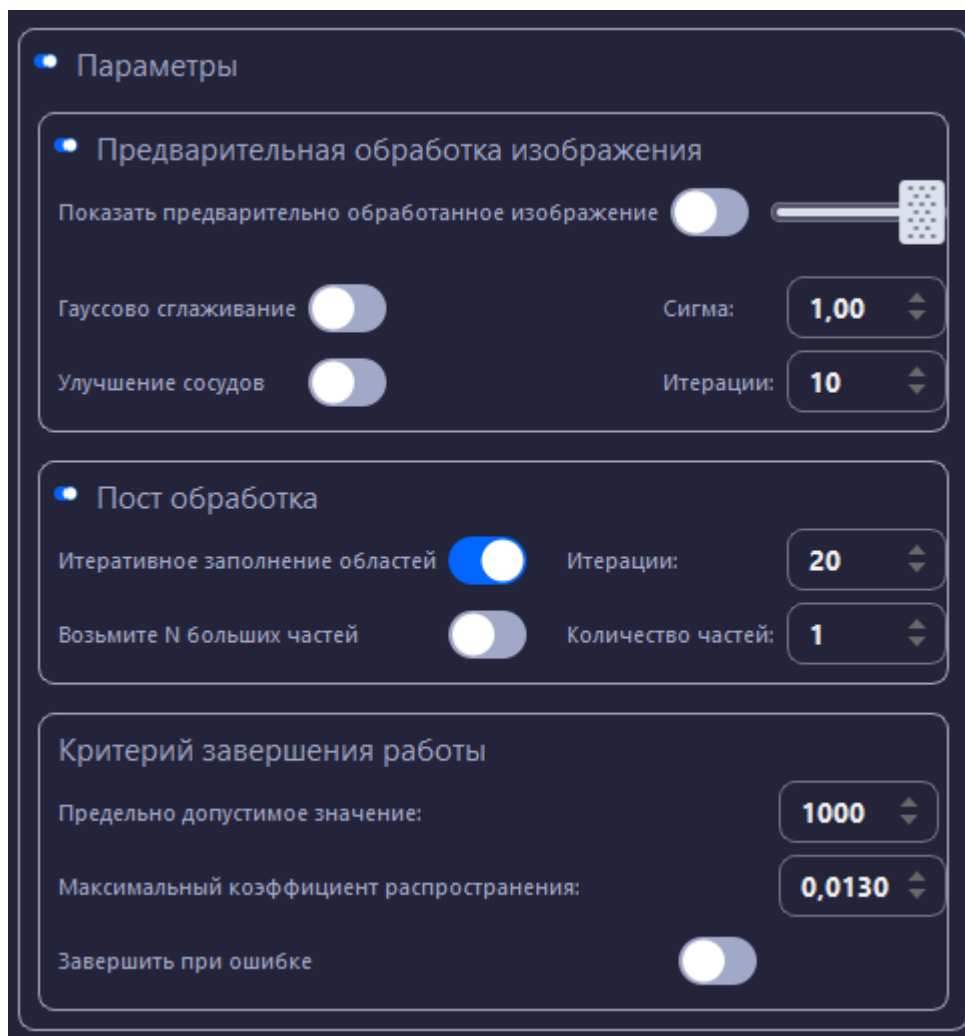 Параметры
Предварительная обработка изображения
Показать предварительно обработанное изображение
Гауссово сглаживание Сигма: 1,00
Улучшение сосудов Итерации: 10
Пост обработка
Итеративное заполнение областей Итерации: 20
Возьмите N больших частей Количество частей: 1
Критерий завершения работы
Предельно допустимое значение: 1000
Максимальный коэффициент распространения: 0,0130
Завершить при ошибке